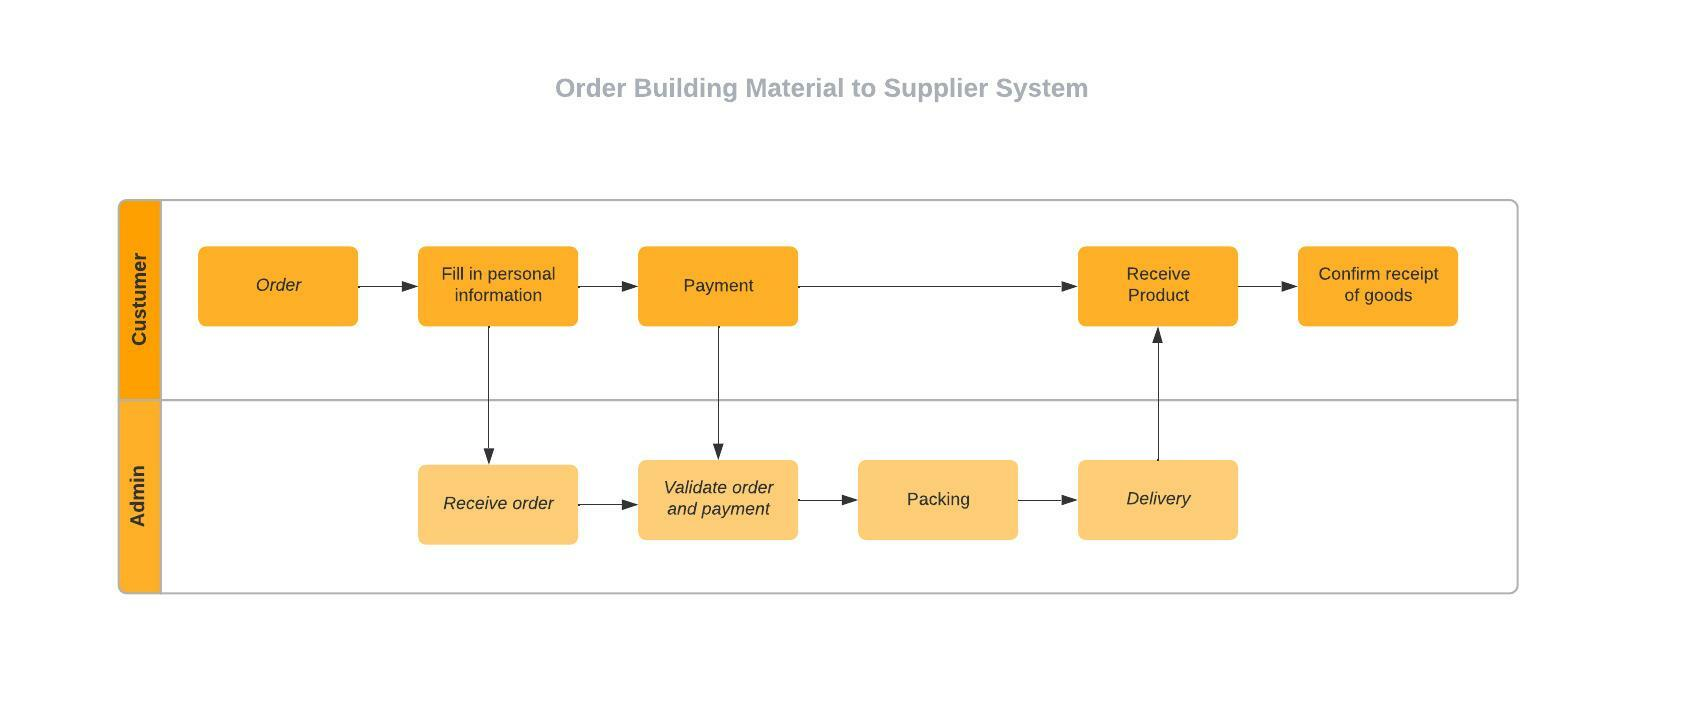 Order Building Material to Supplier System
Custumer
Order
Fill in personal
information
Payment
Receive
Product
Confirm receipt
of goods
Admin
Receive order
Validate order
and payment
Packing
Delivery